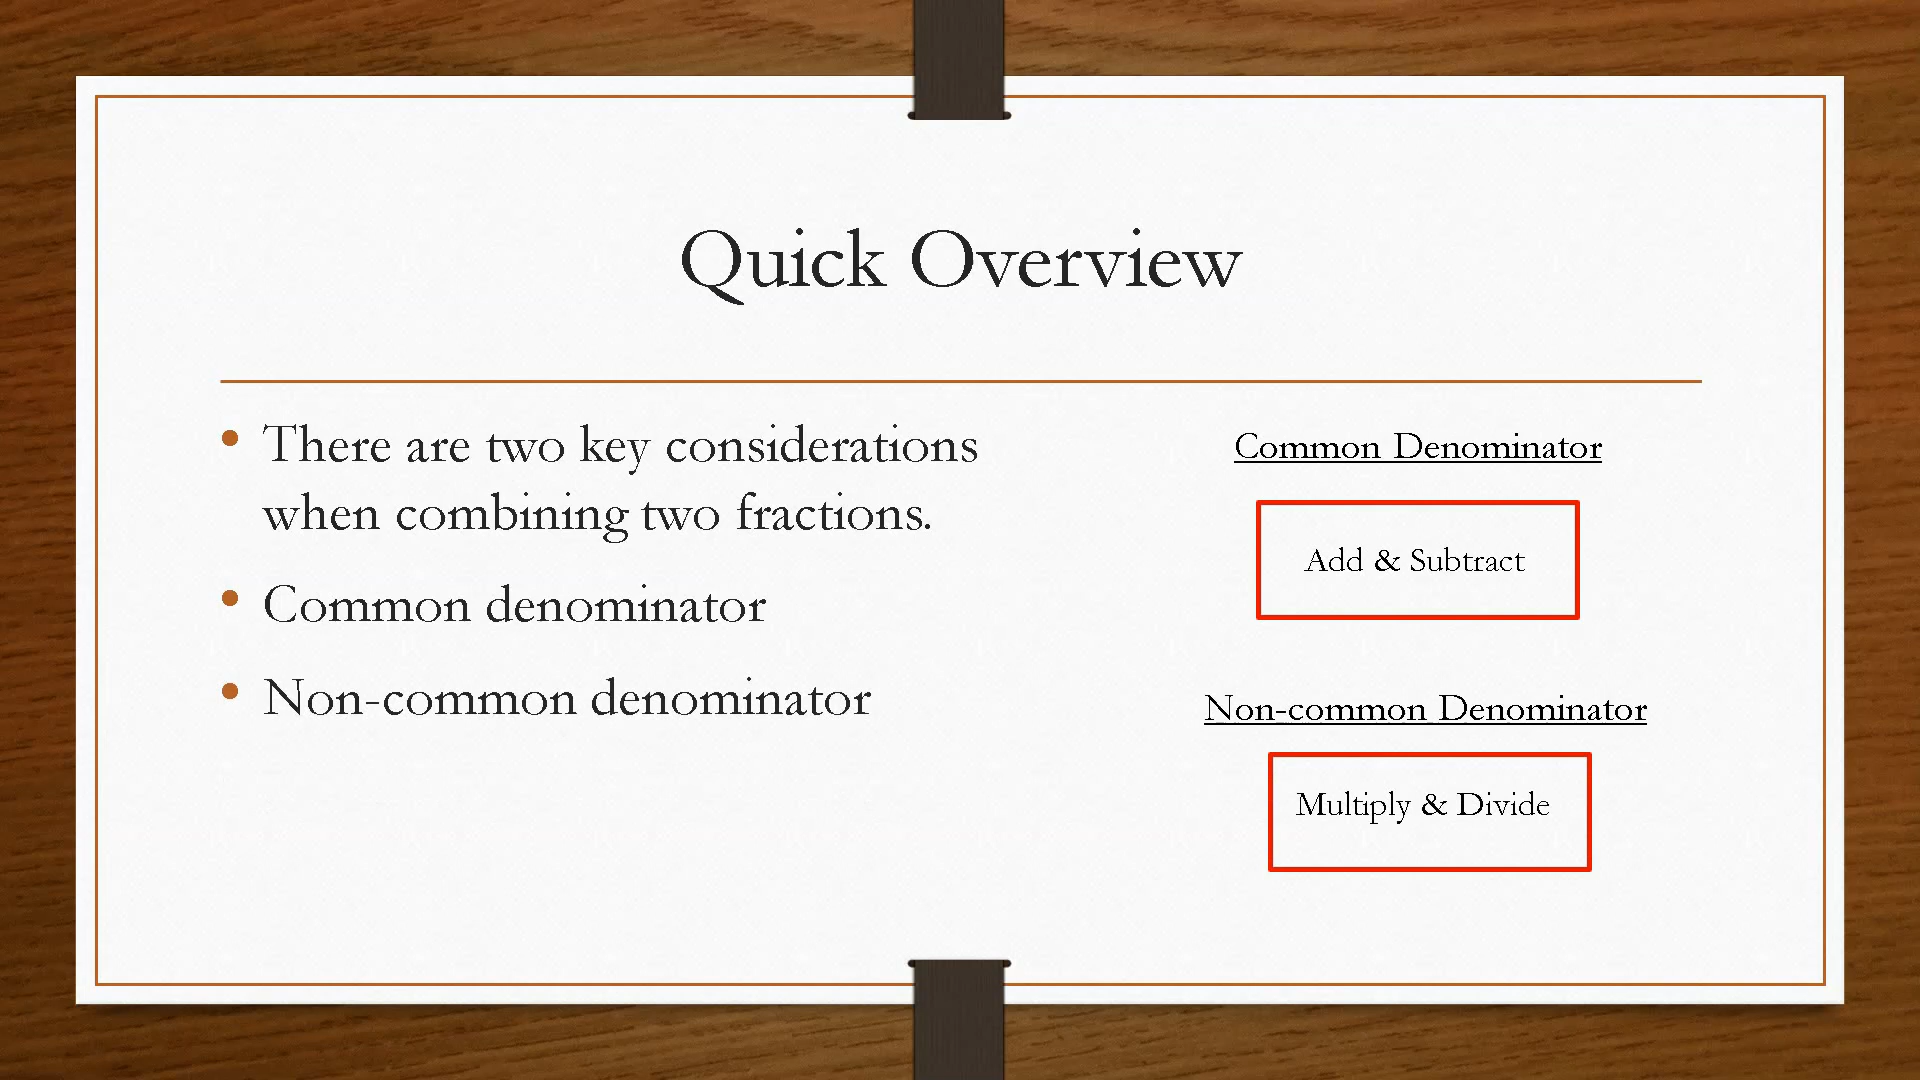 Quick Overview
• There are two key considerations
when combining two fractions.
• Common denominator
• Non-common denominator
Common Denominator
Add & Subtract
Non-common Denominator
Multiply & Divide